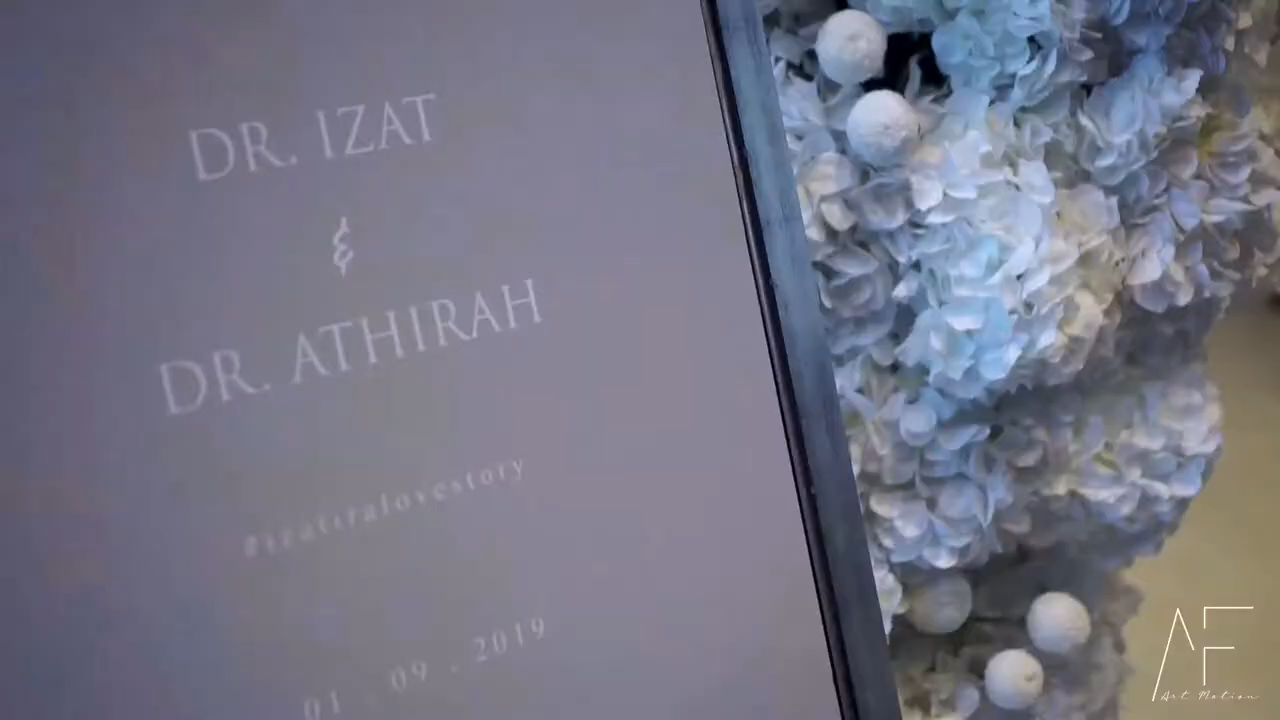 DR. IZAT
&
DR. ATHIRAH
#izatiralovestory
01 . 09 . 2019
AF
Art Motion